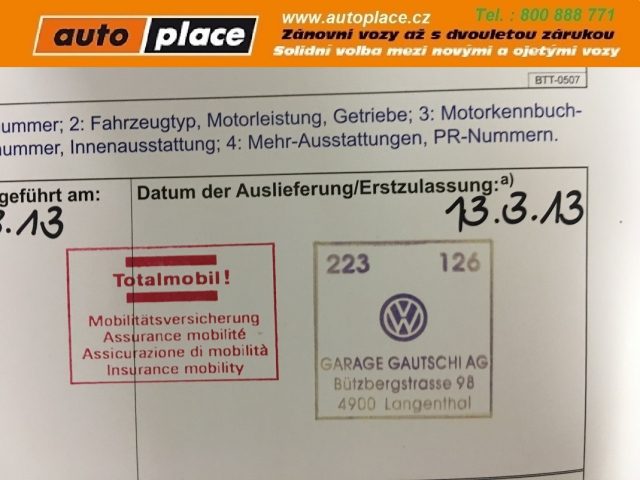 auto place
www.autoplace.cz
Tel. : 800 888 771
Zánovní vozy až s dvouletou zárukou
Solidní volba mezi novými a ojetými vozy
BTT-0507
ummer; 2: Fahrzeugtyp, Motorleistung, Getriebe; 3: Motorkennbuch-
nummer, Innenausstattung; 4: Mehr-Ausstattungen, PR-Nummern.
geführt am:
Datum der Auslieferung/Erstzulassung:a)
3.13
13.3.13
Totalmobil!
Mobilitätsversicherung
Assurance mobilité
Assicurazione di mobilità
Insurance mobility
223 126
GARAGE GAUTSCHI AG
Bützbergstrasse 98
4900 Langenthal